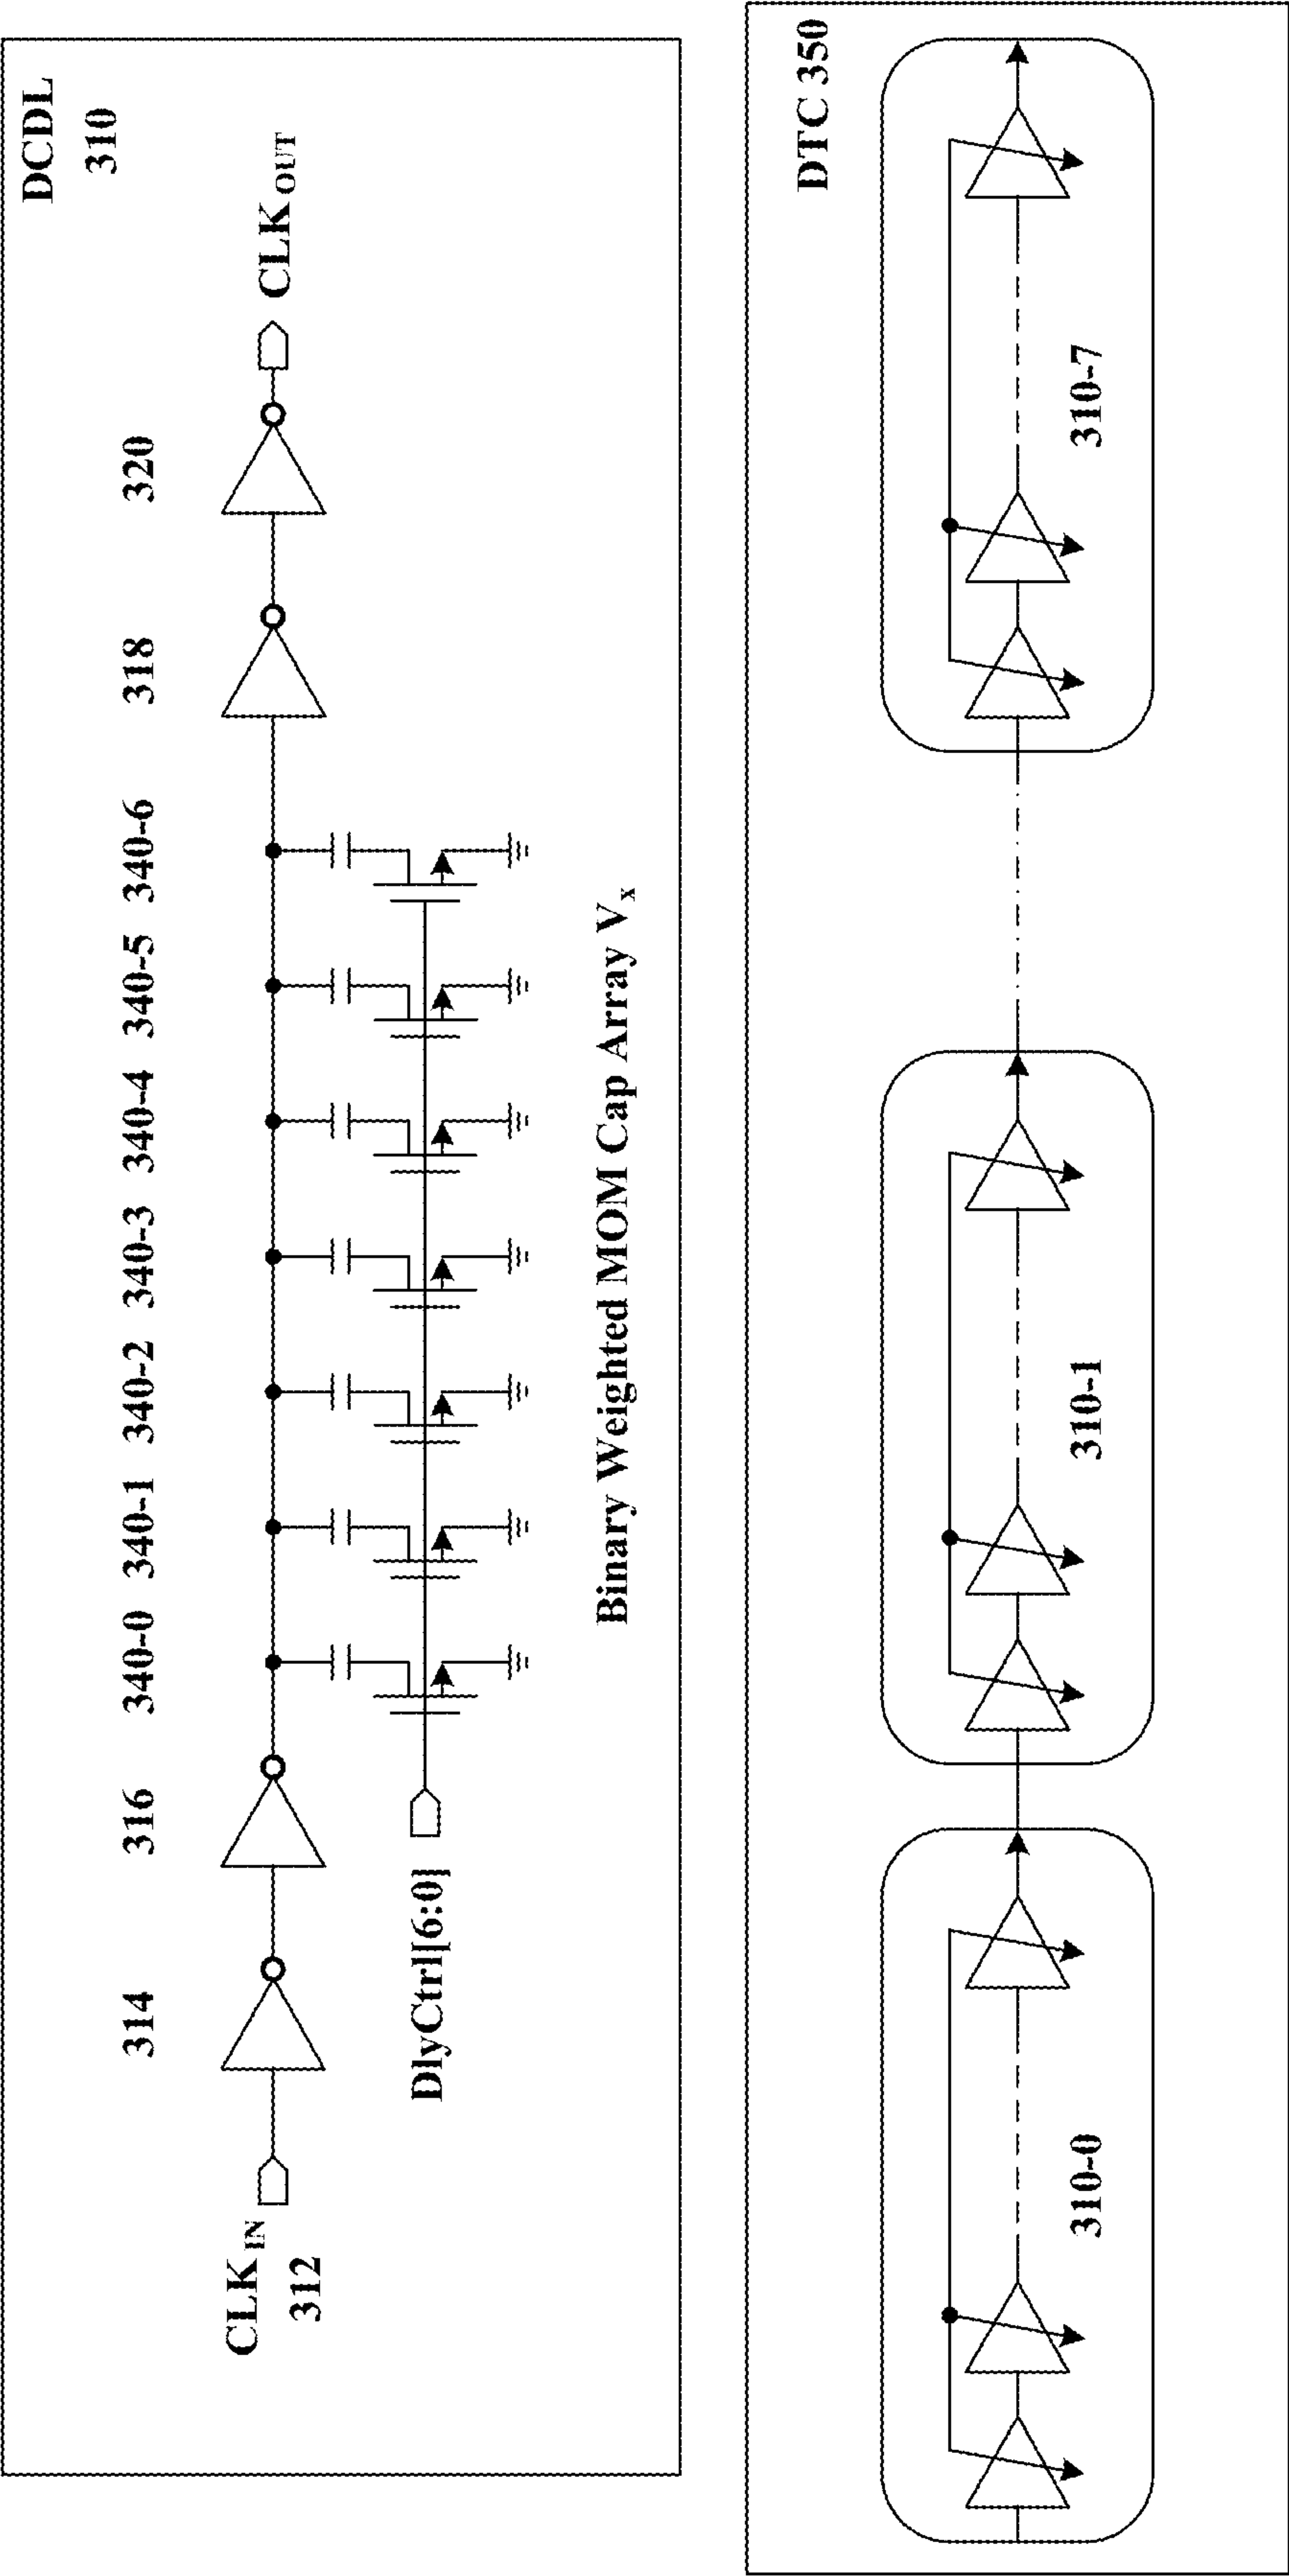 DCDL
310
314 316 340-0 340-1 340-2 340-3 340-4 340-5 340-6 318 320
CLK_IN
312
CLK_OUT
DlyCtrl[6:0]
Binary Weighted MOM Cap Array V_x
DTC 350
310-0 310-1 310-7